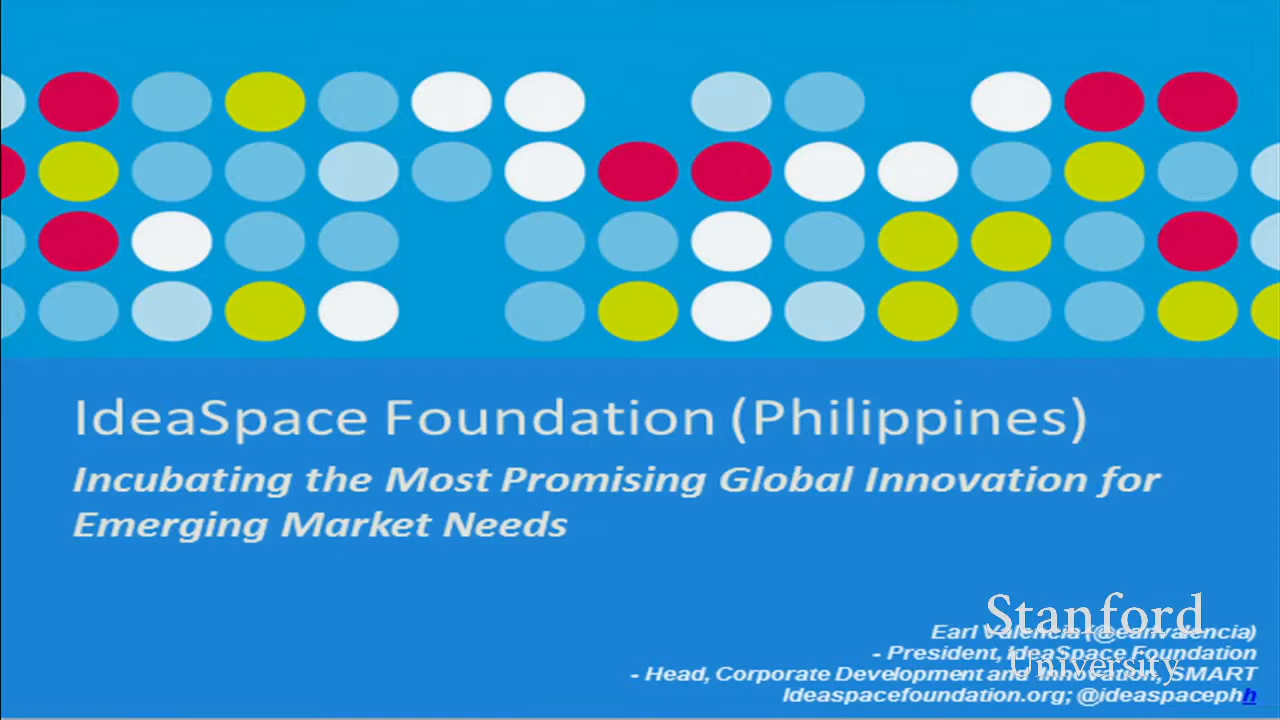 IdeaSpace Foundation (Philippines)
Incubating the Most Promising Global Innovation for
Emerging Market Needs
Stanford
University
Earl Valencia (@earlvalencia)
- President, IdeaSpace Foundation
- Head, Corporate Development and Innovation, SMART
Ideaspacefoundation.org; @ideaspacephh